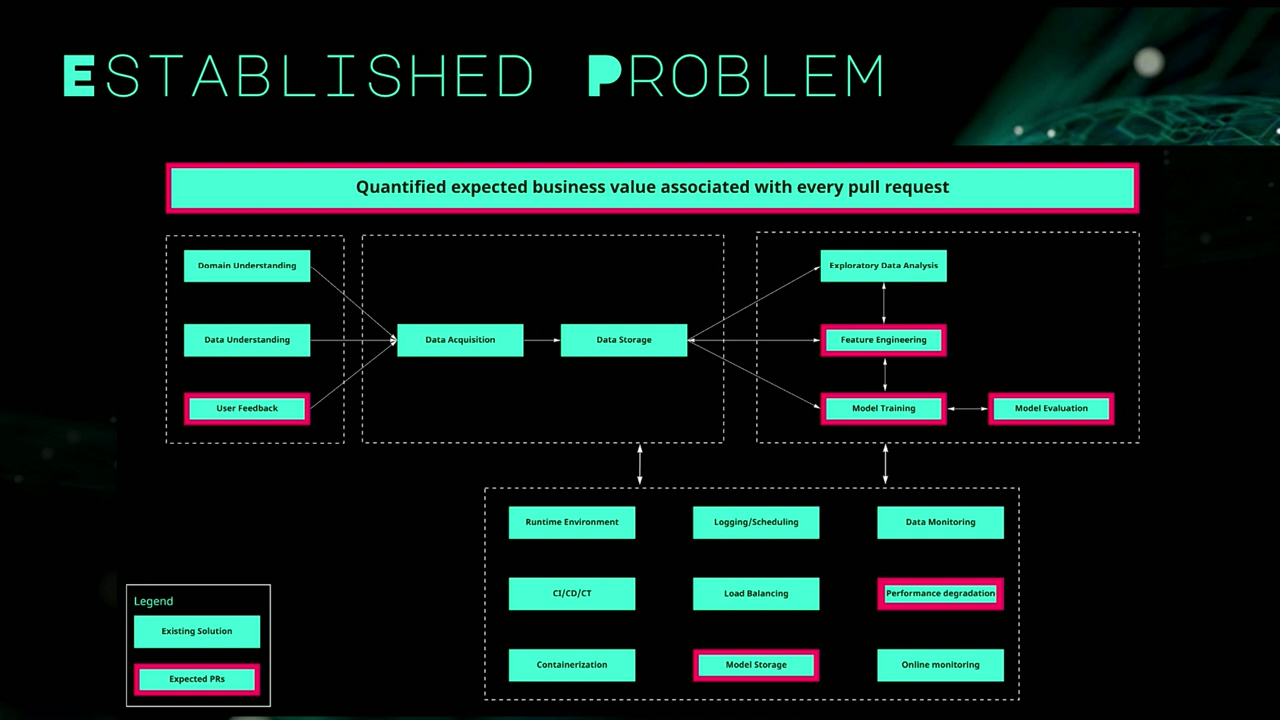 ESTABLISHED PROBLEM
Quantified expected business value associated with every pull request
Domain Understanding
Data Understanding
User Feedback
Data Acquisition
Data Storage
Exploratory Data Analysis
Feature Engineering
Model Training
Model Evaluation
Runtime Environment
Logging/Scheduling
Data Monitoring
CI/CD/CT
Load Balancing
Performance degradation
Containerization
Model Storage
Online monitoring
Legend
Existing Solution
Expected PRs